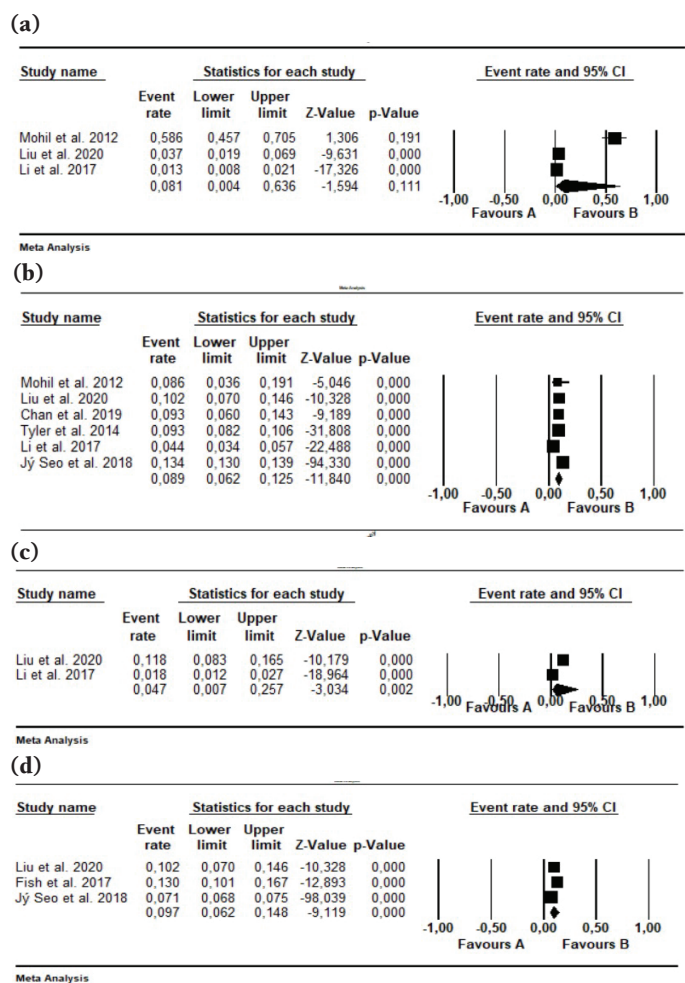 (a)
Study name Statistics for each study Event rate and 95% CI
Event Lower Upper
rate limit limit Z-Value p-Value
Mohil et al. 2012 0,586 0,457 0,705 1,306 0,191
Liu et al. 2020 0,037 0,019 0,069 -9,631 0,000
Li et al. 2017 0,013 0,008 0,021 -17,326 0,000
0,081 0,004 0,636 -1,594 0,111
-1,00 -0,50 0,00 0,50 1,00
Favours A Favours B
Meta Analysis
(b)
Meta Analysis
Study name Statistics for each study Event rate and 95% CI
Event Lower Upper
rate limit limit Z-Value p-Value
Mohil et al. 2012 0,086 0,036 0,191 -5,046 0,000
Liu et al. 2020 0,102 0,070 0,146 -10,328 0,000
Chan et al. 2019 0,093 0,060 0,143 -9,189 0,000
Tyler et al. 2014 0,093 0,082 0,106 -31,808 0,000
Li et al. 2017 0,044 0,034 0,057 -22,488 0,000
Jý Seo et al. 2018 0,134 0,130 0,139 -94,330 0,000
0,089 0,062 0,125 -11,840 0,000
-1,00 -0,50 0,00 0,50 1,00
Favours A Favours B
(c)
Study name Statistics for each study Event rate and 95% CI
Event Lower Upper
rate limit limit Z-Value p-Value
Liu et al. 2020 0,118 0,083 0,165 -10,179 0,000
Li et al. 2017 0,018 0,012 0,027 -18,964 0,000
0,047 0,007 0,257 -3,034 0,002
-1,00 -0,50 0,00 0,50 1,00
Favours A Favours B
Meta Analysis
(d)
Study name Statistics for each study Event rate and 95% CI
Event Lower Upper
rate limit limit Z-Value p-Value
Liu et al. 2020 0,102 0,070 0,146 -10,328 0,000
Fish et al. 2017 0,130 0,101 0,167 -12,893 0,000
Jý Seo et al. 2018 0,071 0,068 0,075 -98,039 0,000
0,097 0,062 0,148 -9,119 0,000
-1,00 -0,50 0,00 0,50 1,00
Favours A Favours B
Meta Analysis